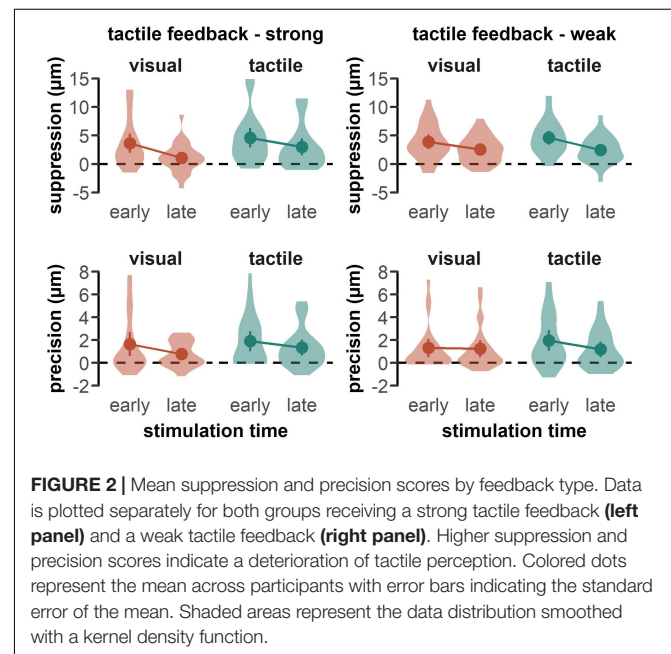 tactile feedback - strong
tactile feedback - weak
visual
tactile
visual
tactile
suppression (µm)
15
10
5
0
-5
early
late
early
late
suppression (µm)
15
10
5
0
-5
early
late
early
late
visual
tactile
visual
tactile
precision (µm)
8
6
4
2
0
-2
early
late
early
late
stimulation time
precision (µm)
8
6
4
2
0
-2
early
late
early
late
stimulation time
FIGURE 2 | Mean suppression and precision scores by feedback type. Data
is plotted separately for both groups receiving a strong tactile feedback (left
panel) and a weak tactile feedback (right panel). Higher suppression and
precision scores indicate a deterioration of tactile perception. Colored dots
represent the mean across participants with error bars indicating the standard
error of the mean. Shaded areas represent the data distribution smoothed
with a kernel density function.